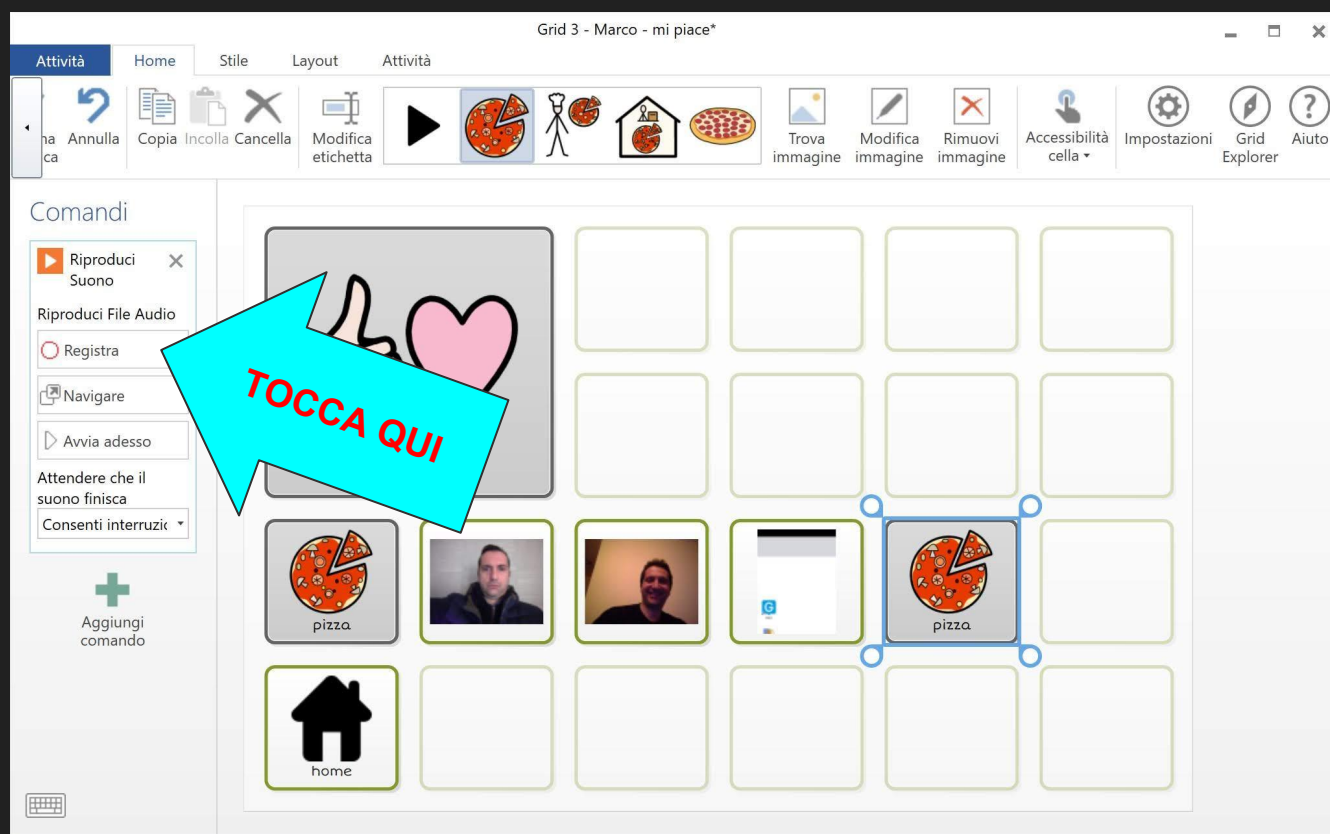 Grid 3 - Marco - mi piace*
Attività Home Stile Layout Attività
na Annulla Copia Incolla Cancella Modifica Trova Modifica Rimuovi Accessibilità Impostazioni Grid Aiuto
ca etichetta immagine immagine immagine cella Explorer
Comandi
Riproduci
Suono
Riproduci File Audio
Registra
Navigare
Avvia adesso
Attendere che il
suono finisca
Consenti interruzio
Aggiungi
comando
TOCCA QUI
pizza
pizza
home